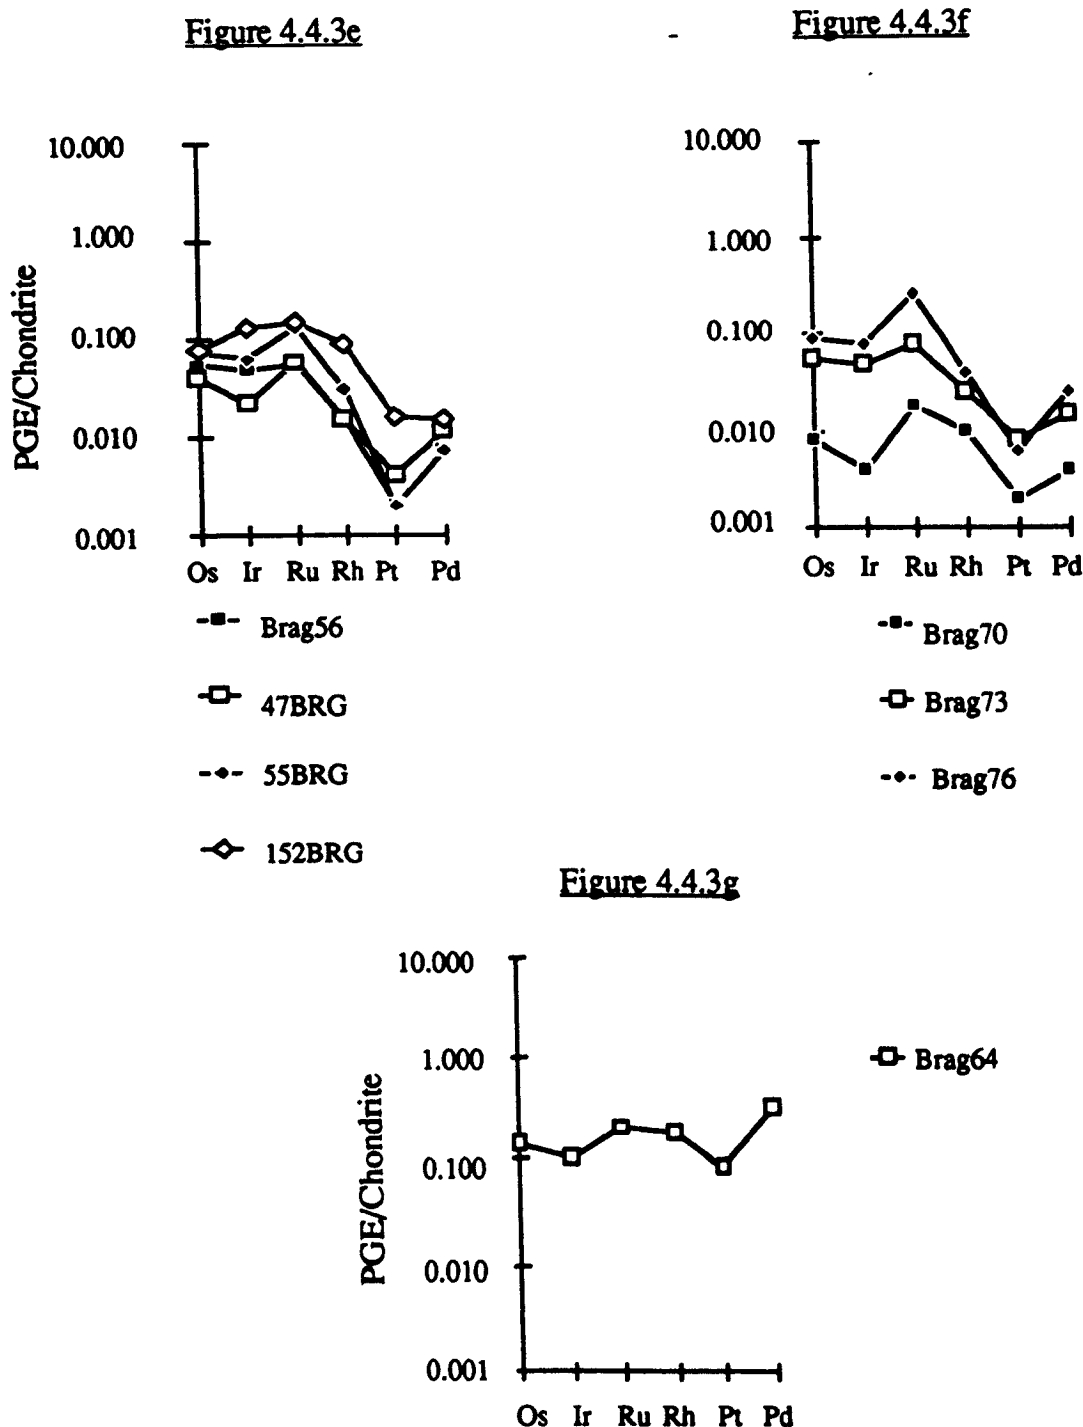 Figure 4.4.3e
10.000
1.000
0.100
0.010
0.001
PGE/Chondrite
Os Ir Ru Rh Pt Pd
Brag56
47BRG
55BRG
152BRG
Figure 4.4.3f
10.000
1.000
0.100
0.010
0.001
Os Ir Ru Rh Pt Pd
Brag70
Brag73
Brag76
Figure 4.4.3g
10.000
1.000
0.100
0.010
0.001
PGE/Chondrite
Os Ir Ru Rh Pt Pd
Brag64